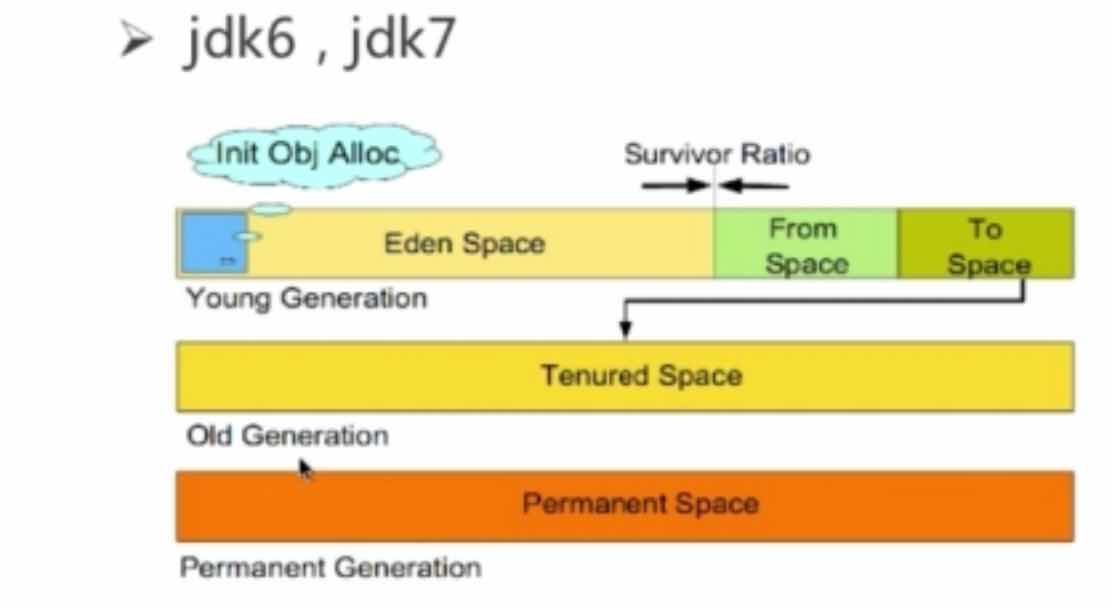 jdk6 , jdk7
Init Obj Alloc
Survivor Ratio
Eden Space
From
Space
To
Space
Young Generation
Tenured Space
Old Generation
Permanent Space
Permanent Generation